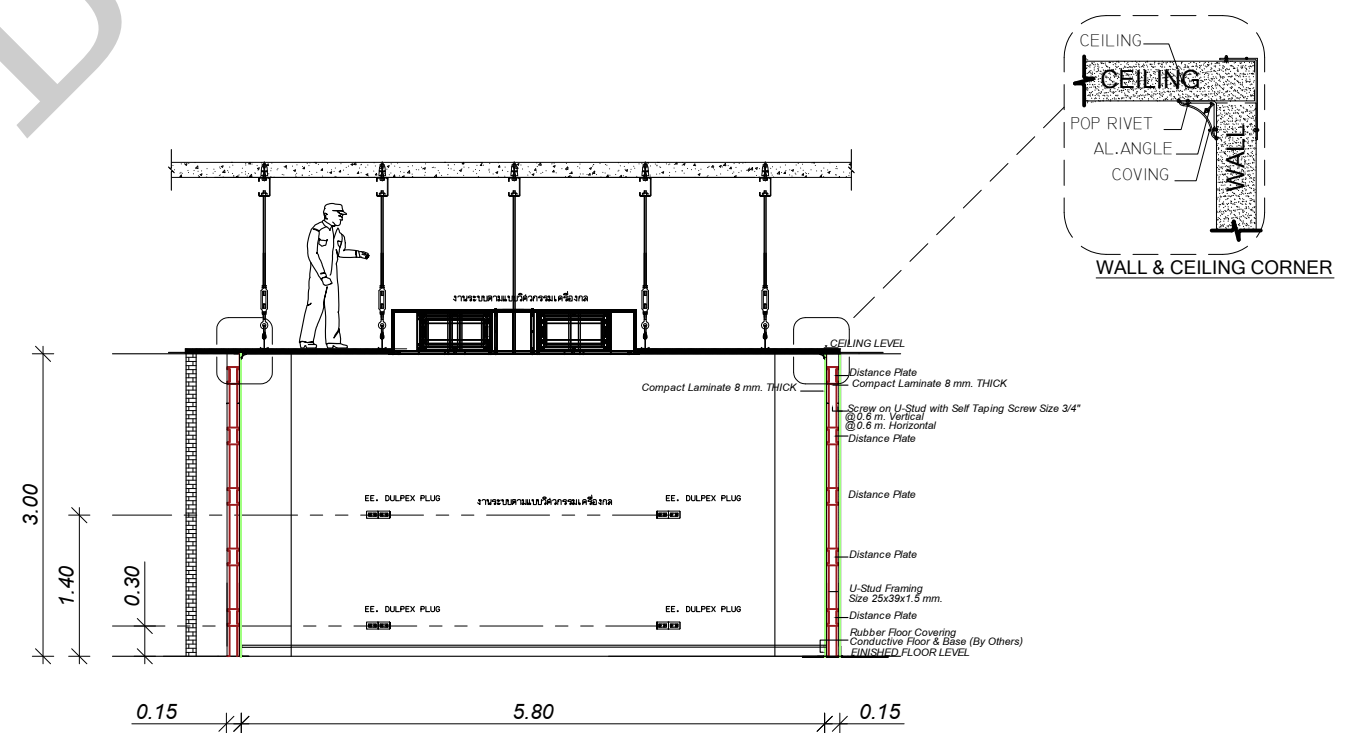 CEILING
CEILING
POP RIVET
AL.ANGLE
COVING
WALL
WALL & CEILING CORNER
งานระบบตามแบบวิศวกรรมเครื่องกล
CEILING LEVEL
Distance Plate
Compact Laminate 8 mm. THICK
Compact Laminate 8 mm. THICK
Screw on U-Stud with Self Taping Screw Size 3/4"
@0.6 m. Vertical
@0.6 m. Horizontal
Distance Plate
Distance Plate
EE. DULPEX PLUG
งานระบบตามแบบวิศวกรรมเครื่องกล
EE. DULPEX PLUG
Distance Plate
U-Stud Framing
Size 25x39x1.5 mm.
EE. DULPEX PLUG
EE. DULPEX PLUG
Distance Plate
Rubber Floor Covering
Conductive Floor & Base (By Others)
FINISHED FLOOR LEVEL
3.00
1.40
0.30
0.15
5.80
0.15